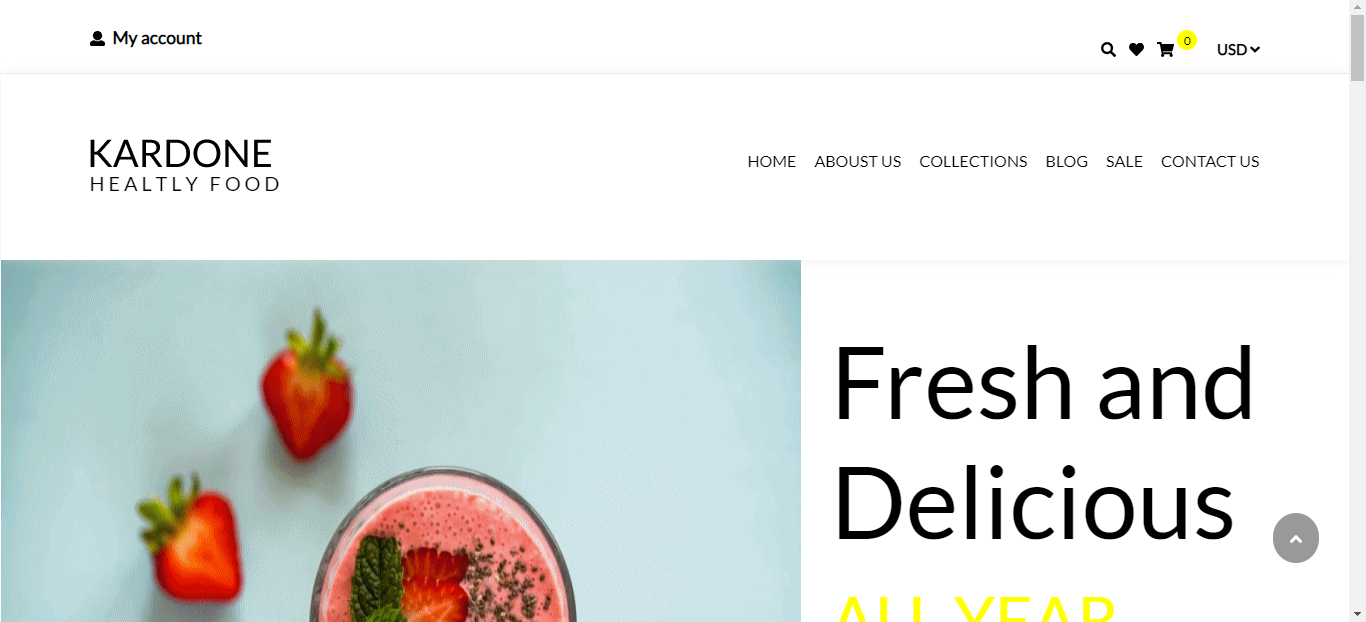 My account
0
USD
KARDONE
HEALTLY FOOD
HOME ABOUST US COLLECTIONS BLOG SALE CONTACT US
Fresh and
Delicious
ALL YEAR